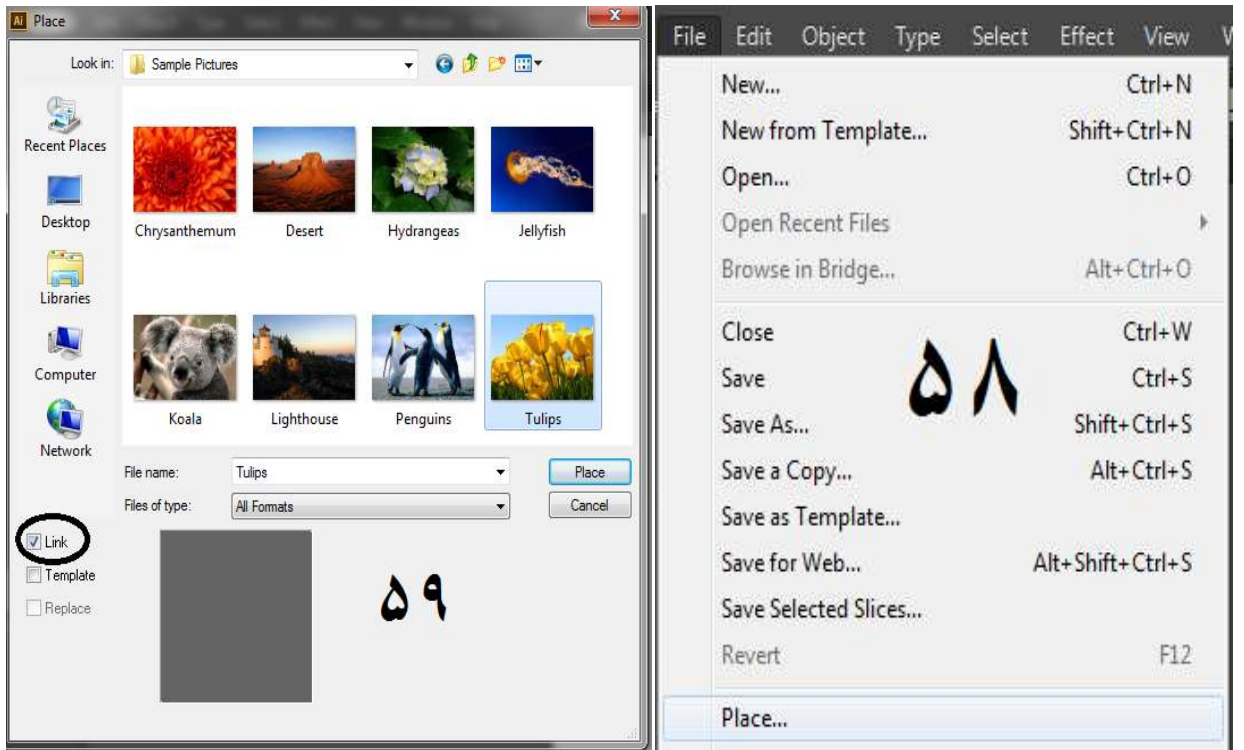 Place
Look in: Sample Pictures
Recent Places
Desktop
Libraries
Computer
Network
Chrysanthemum Desert Hydrangeas Jellyfish
Koala Lighthouse Penguins Tulips
File name: Tulips Place
Files of type: All Formats Cancel
Link
Template
Replace
۵۹
File Edit Object Type Select Effect View
New... Ctrl+N
New from Template... Shift+Ctrl+N
Open... Ctrl+O
Open Recent Files
Browse in Bridge... Alt+Ctrl+O
Close Ctrl+W
Save Ctrl+S
Save As... Shift+Ctrl+S
Save a Copy... Alt+Ctrl+S
Save as Template...
Save for Web... Alt+Shift+Ctrl+S
Save Selected Slices...
Revert F12
Place...
۵۸